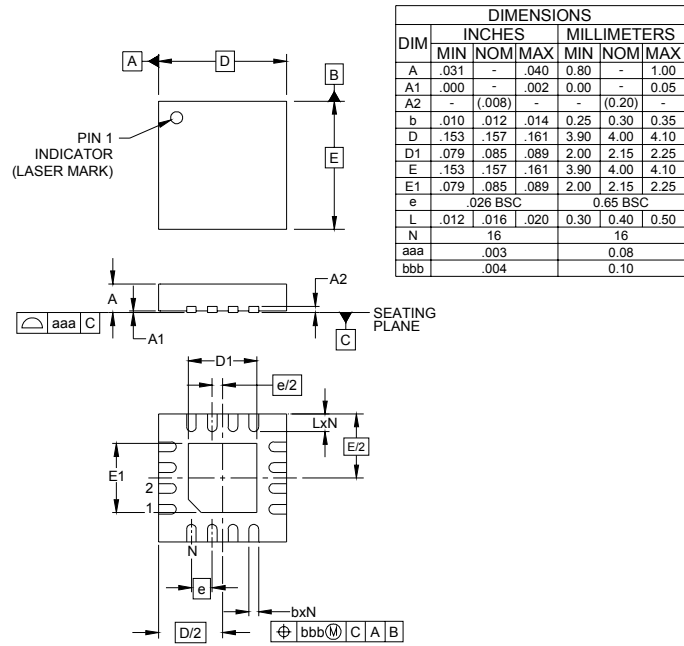 A D B
PIN 1
INDICATOR
(LASER MARK)
E
DIMENSIONS
DIM INCHES MILLIMETERS
MIN NOM MAX MIN NOM MAX
A .031 - .040 0.80 - 1.00
A1 .000 - .002 0.00 - 0.05
A2 - (.008) - - (0.20) -
b .010 .012 .014 0.25 0.30 0.35
D .153 .157 .161 3.90 4.00 4.10
D1 .079 .085 .089 2.00 2.15 2.25
E .153 .157 .161 3.90 4.00 4.10
E1 .079 .085 .089 2.00 2.15 2.25
e .026 BSC 0.65 BSC
L .012 .016 .020 0.30 0.40 0.50
N 16 16
aaa .003 0.08
bbb .004 0.10
A A2
aaa C
A1
SEATING
PLANE
C
D1
e/2
LxN
E/2
E1
2
1
N
e
bxN
D/2
bbb Ⓜ C A B